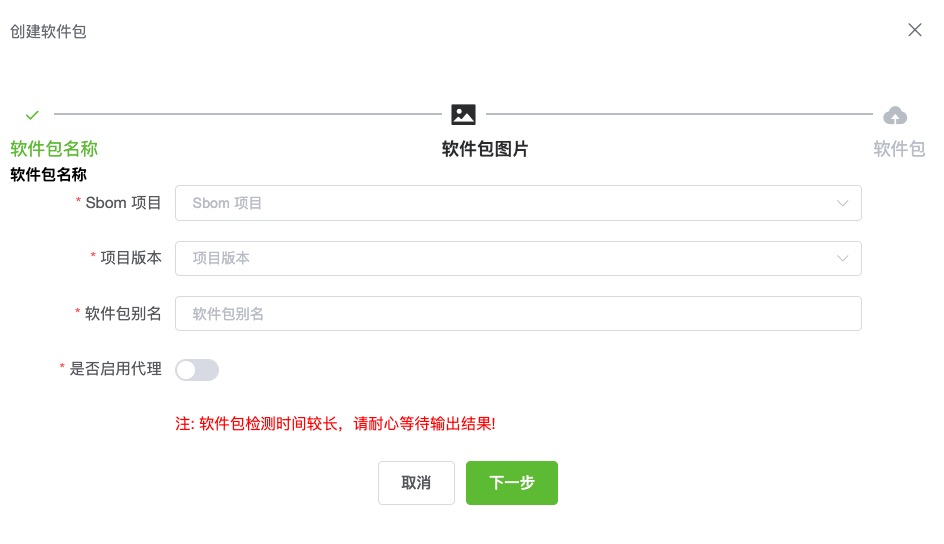 创建软件包
软件包名称
软件包图片
软件包
软件包名称
* Sbom 项目
Sbom 项目
* 项目版本
项目版本
* 软件包别名
软件包别名
* 是否启用代理
注: 软件包检测时间较长，请耐心等待输出结果!
取消
下一步